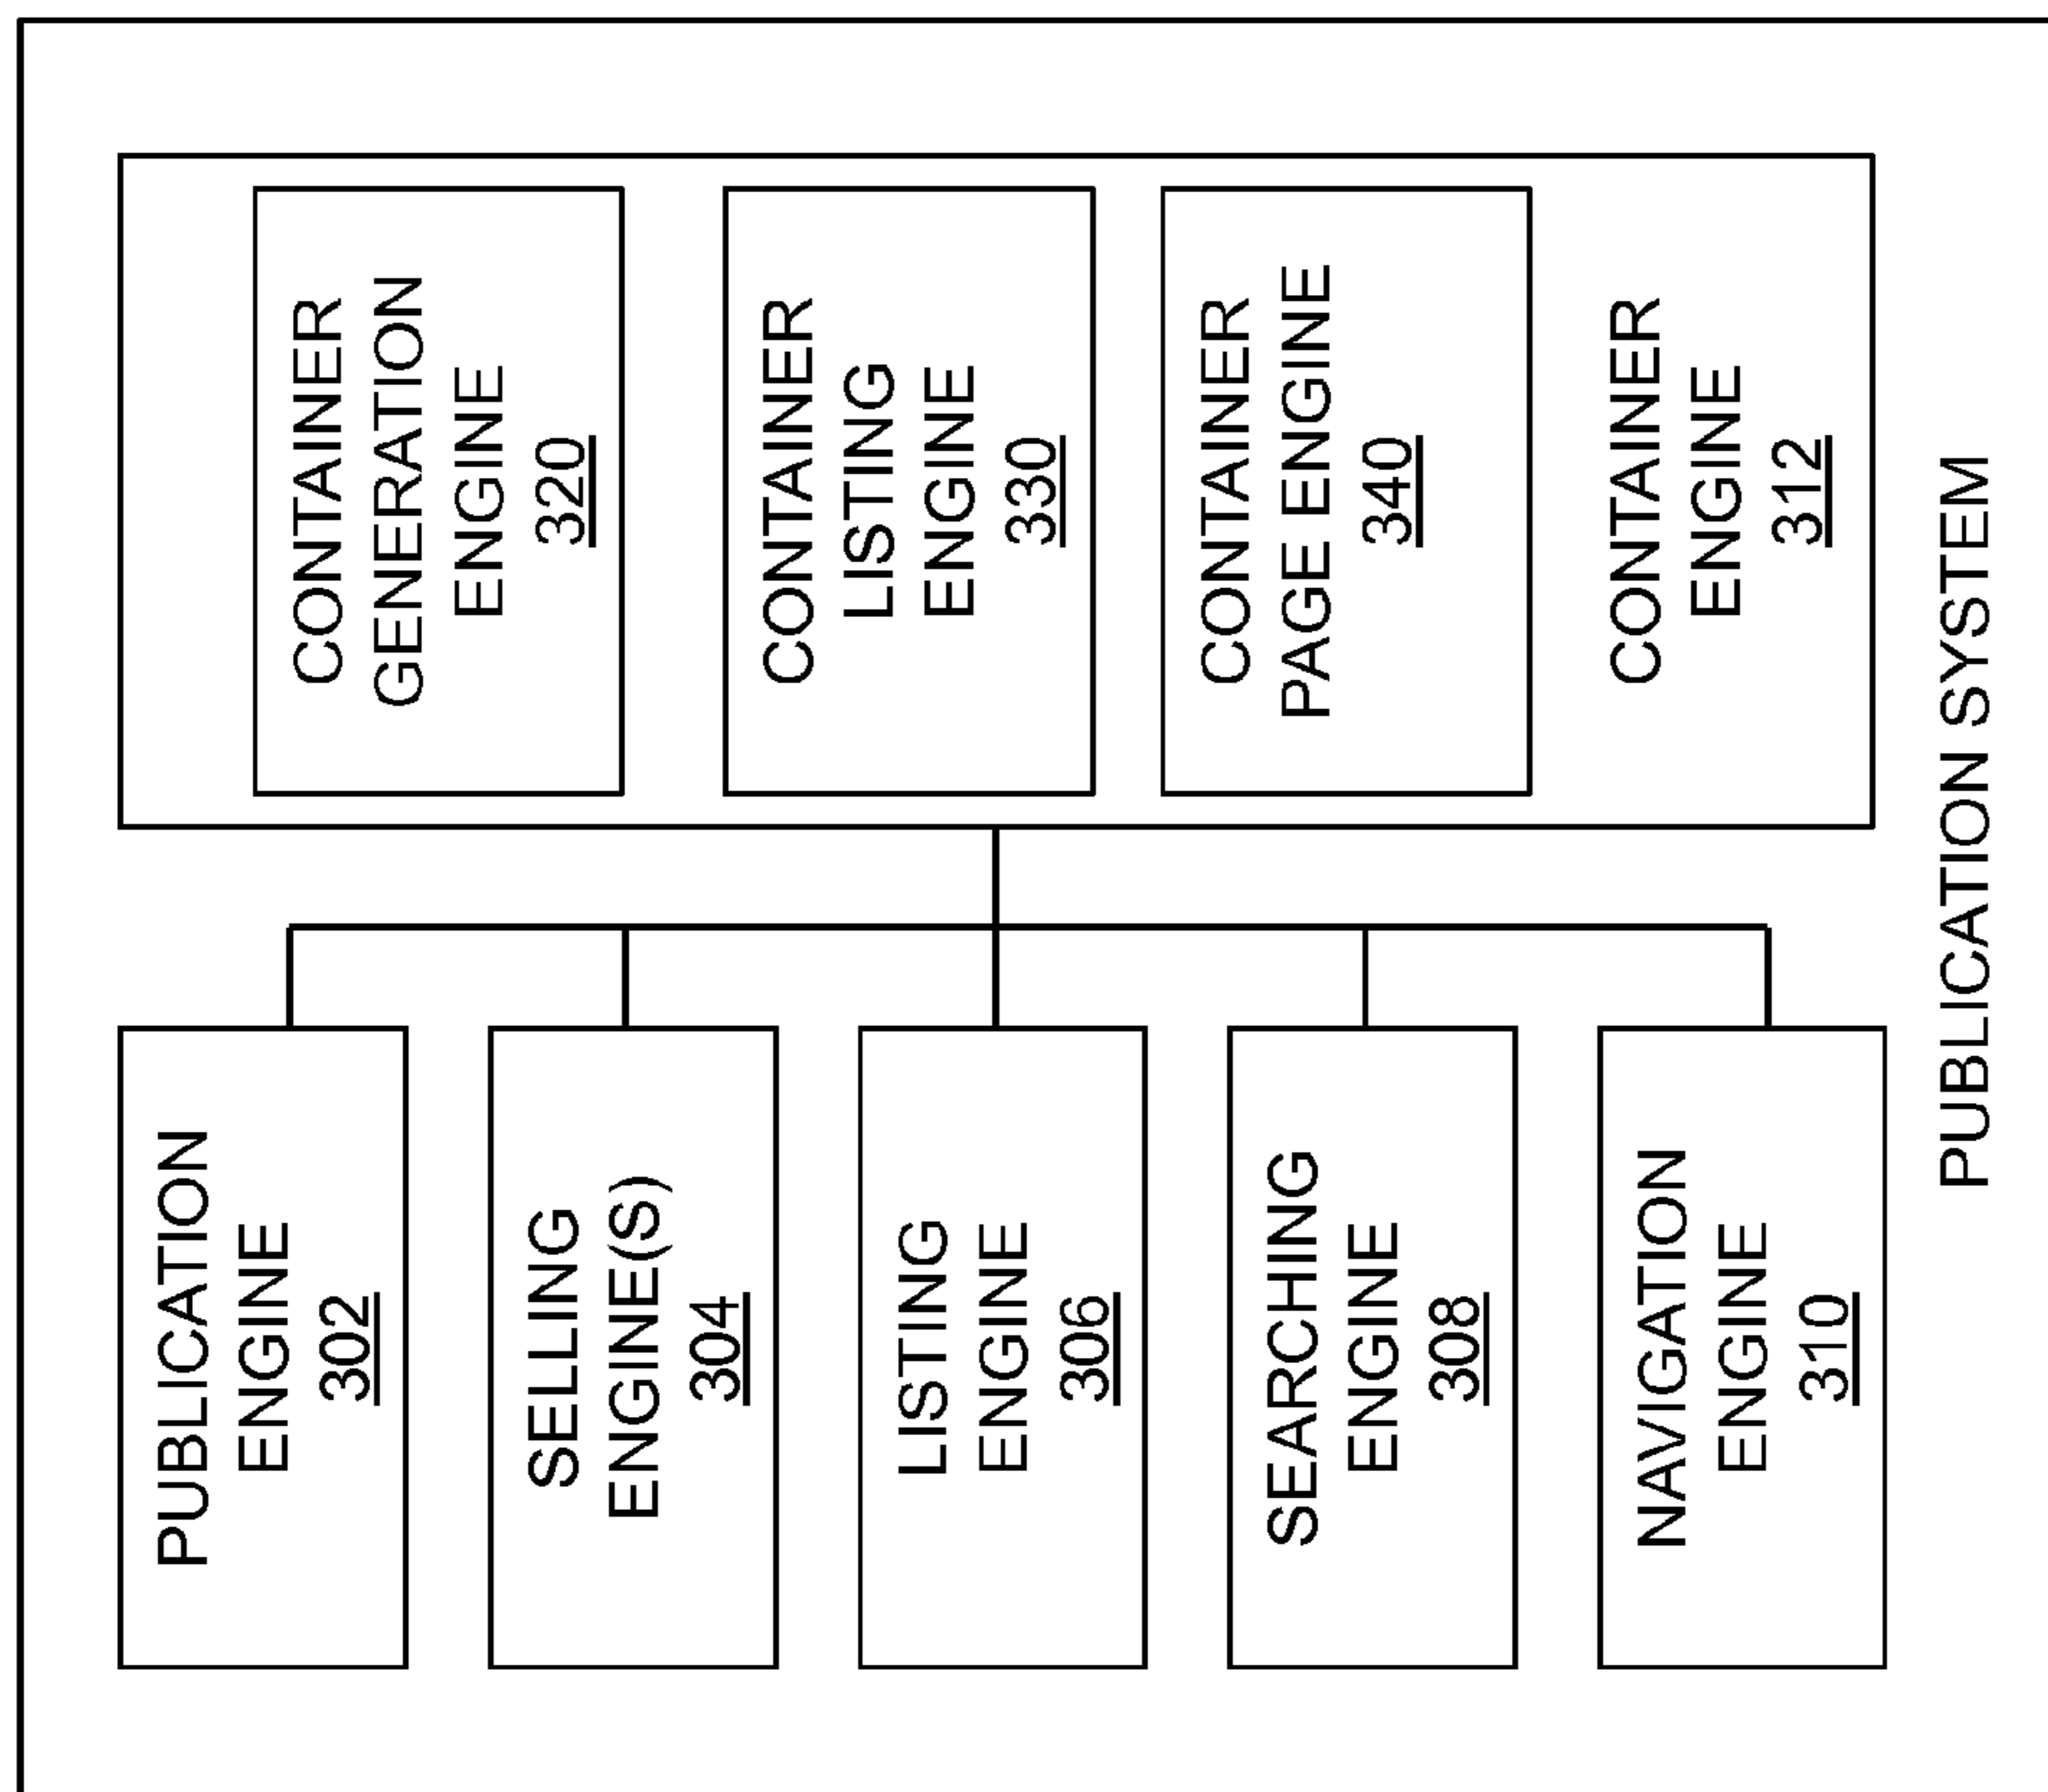 PUBLICATION
ENGINE
302
SELLING
ENGINE(S)
304
LISTING
ENGINE
306
SEARCHING
ENGINE
308
NAVIGATION
ENGINE
310
CONTAINER
GENERATION
ENGINE
320
CONTAINER
LISTING
ENGINE
330
CONTAINER
PAGE ENGINE
340
CONTAINER
ENGINE
312
PUBLICATION SYSTEM